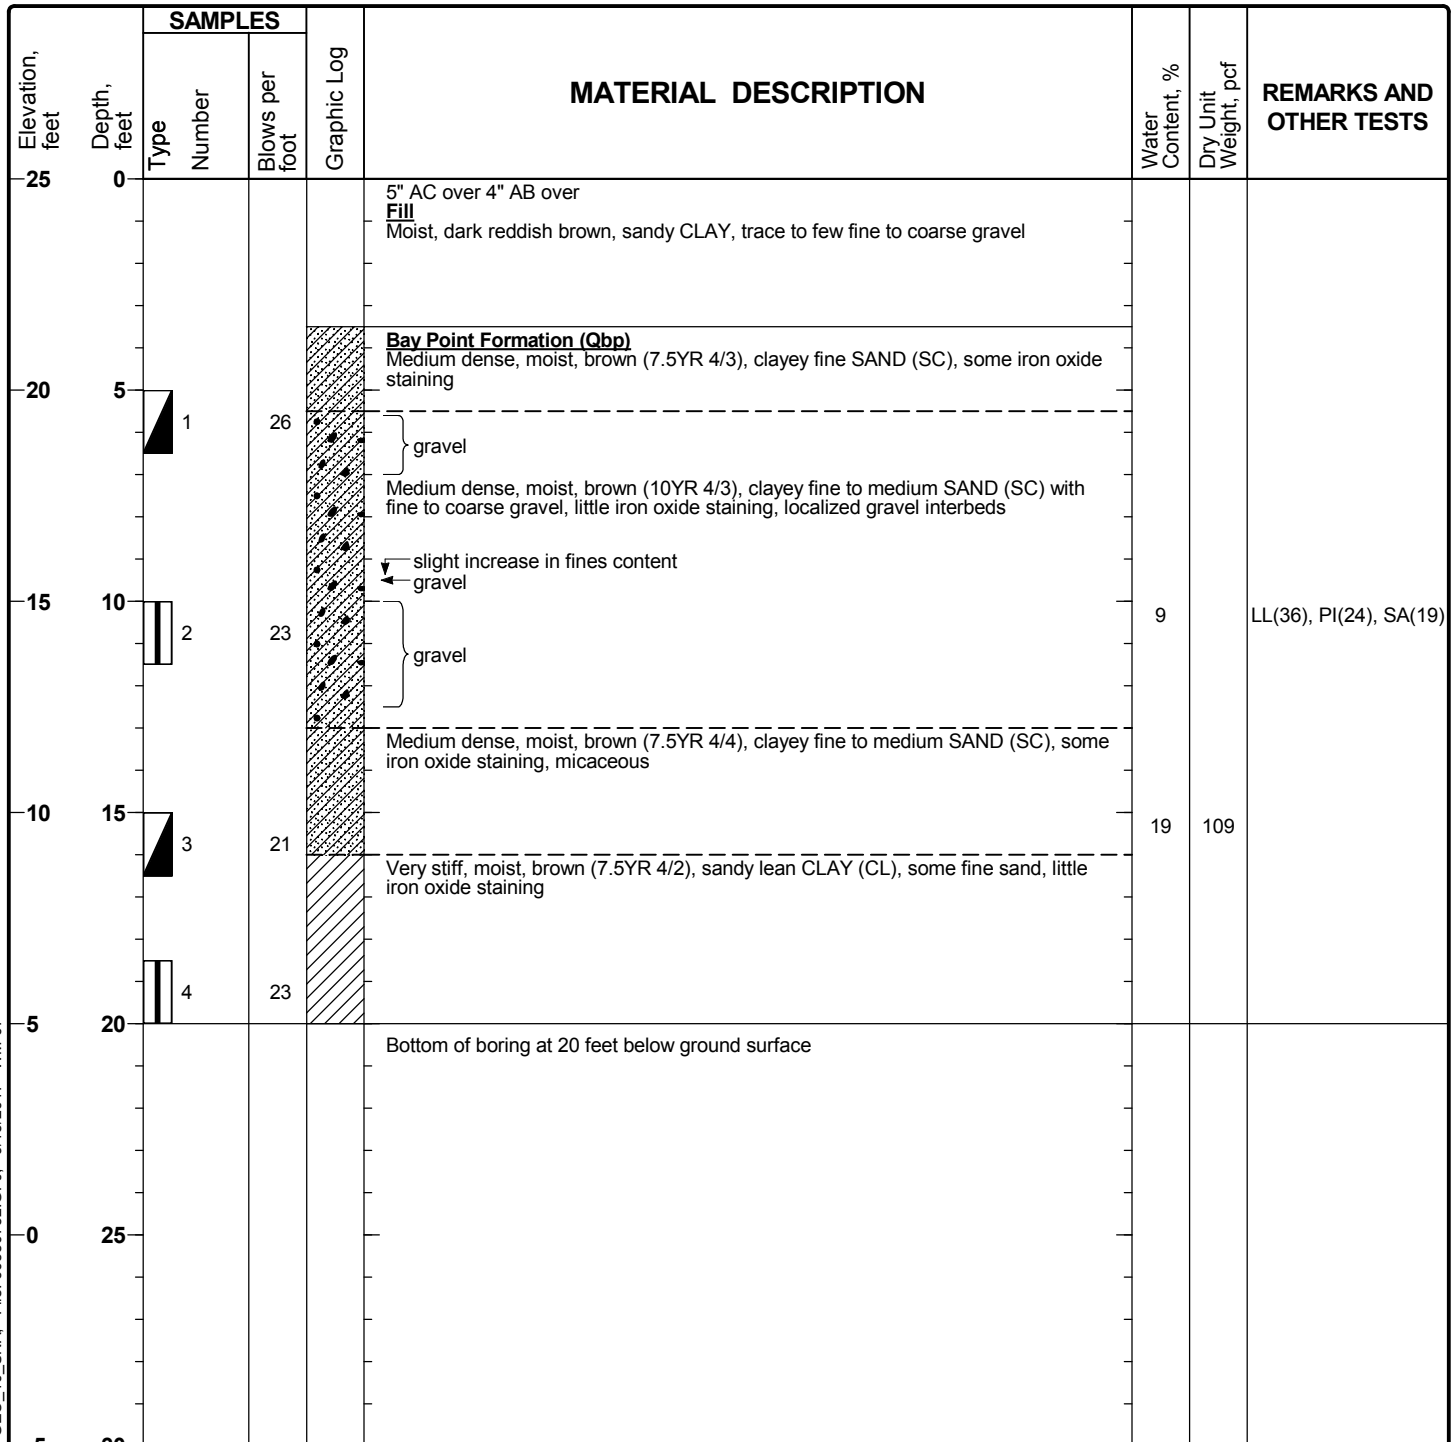 SAMPLES
Elevation, feet
Depth, feet
Type
Number
Blows per foot
Graphic Log
MATERIAL DESCRIPTION
Water Content, %
Dry Unit Weight, pcf
REMARKS AND
OTHER TESTS
25 0
5" AC over 4" AB over
Fill
Moist, dark reddish brown, sandy CLAY, trace to few fine to coarse gravel
Bay Point Formation (Qbp)
Medium dense, moist, brown (7.5YR 4/3), clayey fine SAND (SC), some iron oxide
staining
20 5
1 26
gravel
Medium dense, moist, brown (10YR 4/3), clayey fine to medium SAND (SC) with
fine to coarse gravel, little iron oxide staining, localized gravel interbeds
slight increase in fines content
gravel
15 10
9 LL(36), PI(24), SA(19)
2 23
gravel
Medium dense, moist, brown (7.5YR 4/4), clayey fine to medium SAND (SC), some
iron oxide staining, micaceous
10 15
19 109
3 21
Very stiff, moist, brown (7.5YR 4/2), sandy lean CLAY (CL), some fine sand, little
iron oxide staining
4 23
5 20
Bottom of boring at 20 feet below ground surface
0 25